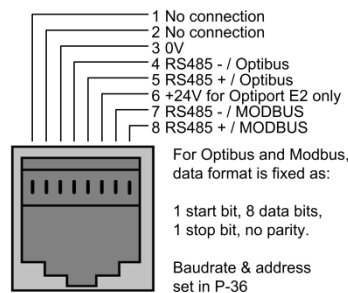 1 No connection
2 No connection
3 0V
4 RS485 - / Optibus
5 RS485 + / Optibus
6 +24V for Optiport E2 only
7 RS485 - / MODBUS
8 RS485 + / MODBUS
For Optibus and Modbus,
data format is fixed as:
1 start bit, 8 data bits,
1 stop bit, no parity.
Baudrate & address
set in P-36